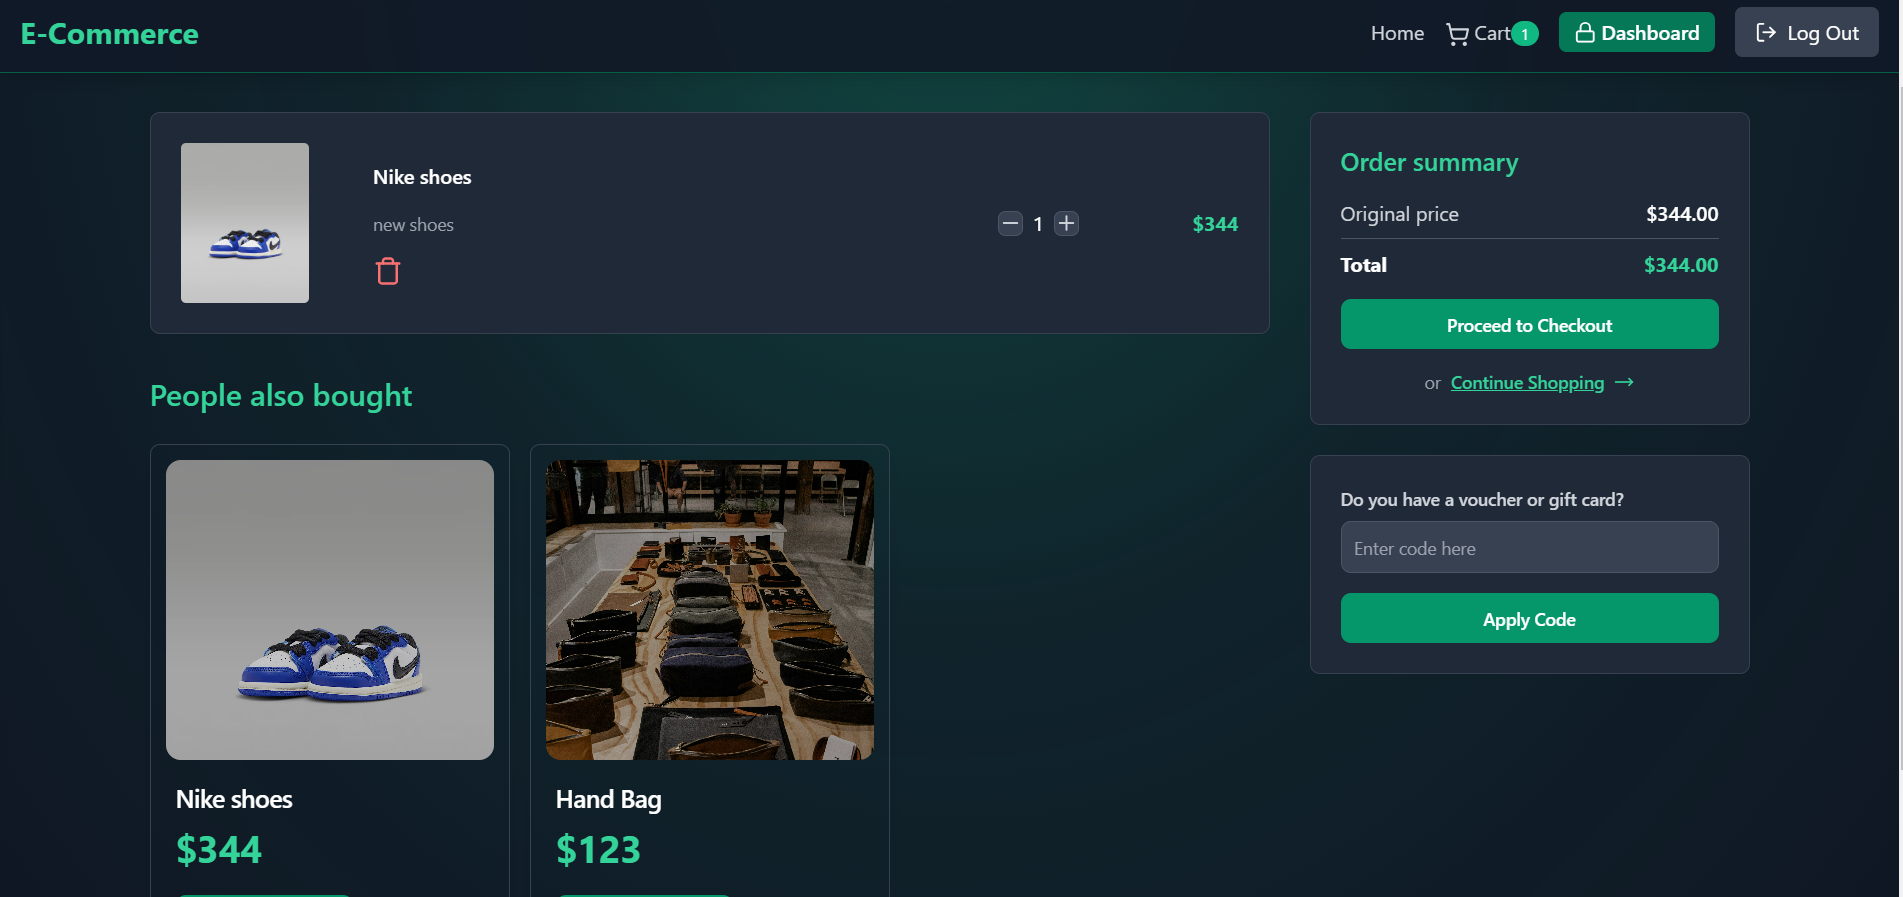 E-Commerce
Home
Cart 1
Dashboard
Log Out
Nike shoes
new shoes
1
$344
Order summary
Original price $344.00
Total $344.00
Proceed to Checkout
or Continue Shopping →
People also bought
Do you have a voucher or gift card?
Enter code here
Apply Code
Nike shoes
$344
Hand Bag
$123